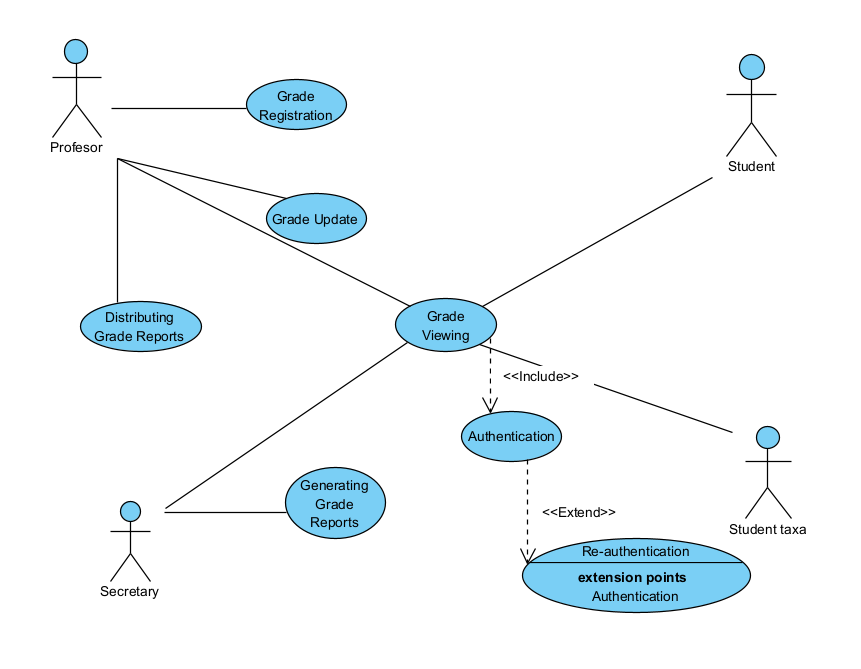 Profesor
Grade
Registration
Student
Grade Update
Distributing
Grade Reports
Grade
Viewing
<<Include>>
Authentication
Generating
Grade
Reports
<<Extend>>
Student taxa
Re-authentication
extension points
Authentication
Secretary